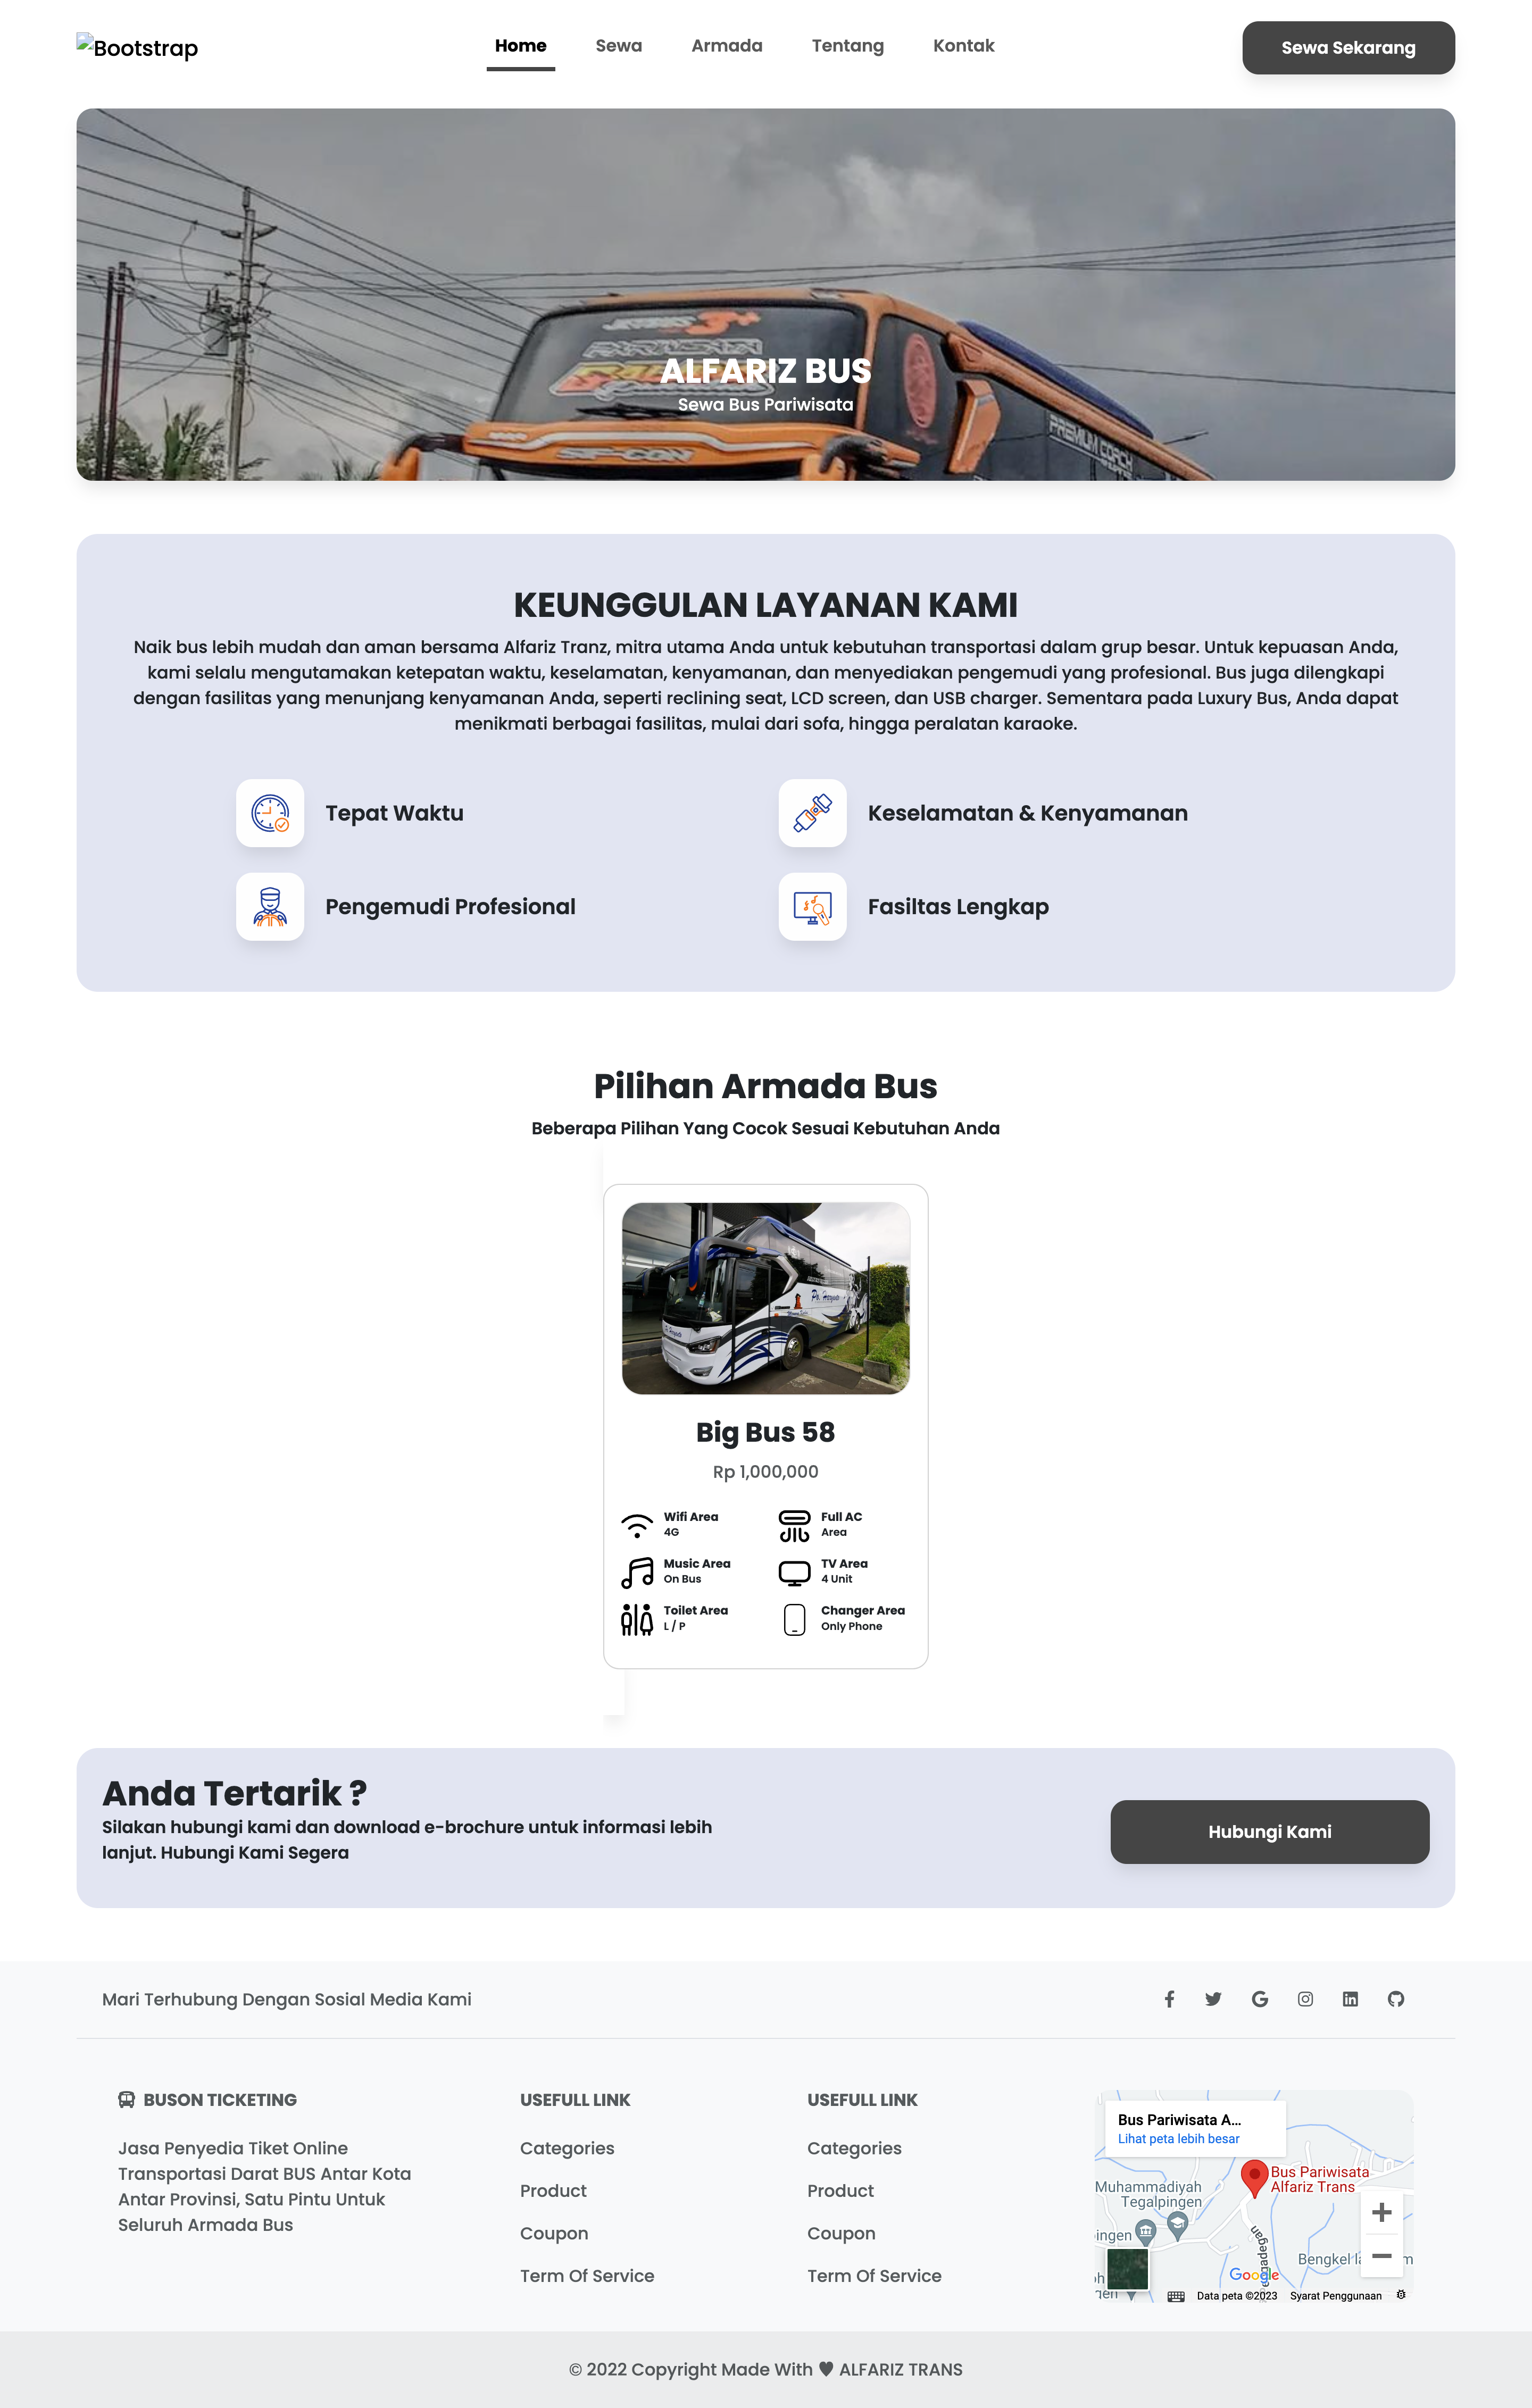 Bootstrap
Home
Sewa
Armada
Tentang
Kontak
Sewa Sekarang
PREMIUM COACH
SF-CON
ALFARIZ BUS
Sewa Bus Pariwisata
KEUNGGULAN LAYANAN KAMI
Naik bus lebih mudah dan aman bersama Alfariz Tranz, mitra utama Anda untuk kebutuhan transportasi dalam grup besar. Untuk kepuasan Anda,
kami selalu mengutamakan ketepatan waktu, keselamatan, kenyamanan, dan menyediakan pengemudi yang profesional. Bus juga dilengkapi
dengan fasilitas yang menunjang kenyamanan Anda, seperti reclining seat, LCD screen, dan USB charger. Sementara pada Luxury Bus, Anda dapat
menikmati berbagai fasilitas, mulai dari sofa, hingga peralatan karaoke.
Tepat Waktu
Keselamatan & Kenyamanan
Pengemudi Profesional
Fasiltas Lengkap
Pilihan Armada Bus
Beberapa Pilihan Yang Cocok Sesuai Kebutuhan Anda
Big Bus 58
Rp 1,000,000
Wifi Area
4G
Full AC
Area
Music Area
On Bus
TV Area
4 Unit
Toilet Area
L / P
Changer Area
Only Phone
Anda Tertarik ?
Silakan hubungi kami dan download e-brochure untuk informasi lebih
lanjut. Hubungi Kami Segera
Hubungi Kami
Mari Terhubung Dengan Sosial Media Kami
BUSON TICKETING
Jasa Penyedia Tiket Online
Transportasi Darat BUS Antar Kota
Antar Provinsi, Satu Pintu Untuk
Seluruh Armada Bus
USEFULL LINK
Categories
Product
Coupon
Term Of Service
USEFULL LINK
Categories
Product
Coupon
Term Of Service
Bus Pariwisata A...
Lihat peta lebih besar
Bus Pariwisata
Alfariz Trans
Muhammadiyah
Tegalpingen
ingen
Bengkel
Google
Data peta ©2023
Syarat Penggunaan
© 2022 Copyright Made With ♥ ALFARIZ TRANS